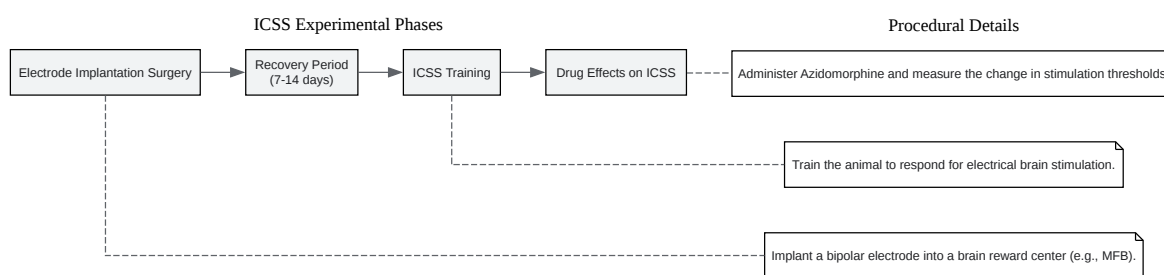 ICSS Experimental Phases
Procedural Details
Electrode Implantation Surgery
Recovery Period
(7-14 days)
ICSS Training
Drug Effects on ICSS
Administer Azidomorphine and measure the change in stimulation thresholds
Train the animal to respond for electrical brain stimulation.
Implant a bipolar electrode into a brain reward center (e.g., MFB).